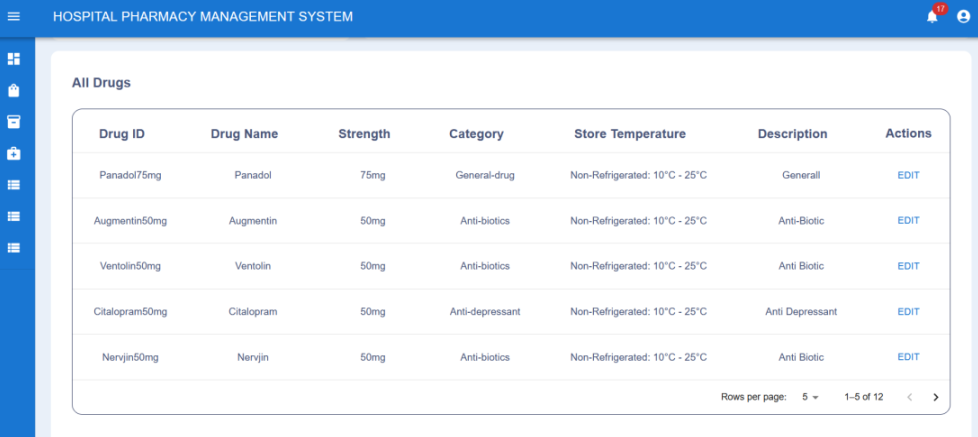 HOSPITAL PHARMACY MANAGEMENT SYSTEM
17
All Drugs
Drug ID Drug Name Strength Category Store Temperature Description Actions
Panadol75mg Panadol 75mg General-drug Non-Refrigerated: 10°C - 25°C Generall EDIT
Augmentin50mg Augmentin 50mg Anti-biotics Non-Refrigerated: 10°C - 25°C Anti-Biotic EDIT
Ventolin50mg Ventolin 50mg Anti-biotics Non-Refrigerated: 10°C - 25°C Anti Biotic EDIT
Citalopram50mg Citalopram 50mg Anti-depressant Non-Refrigerated: 10°C - 25°C Anti Depressant EDIT
Nervjin50mg Nervjin 50mg Anti-biotics Non-Refrigerated: 10°C - 25°C Anti Biotic EDIT
Rows per page: 5 1–5 of 12